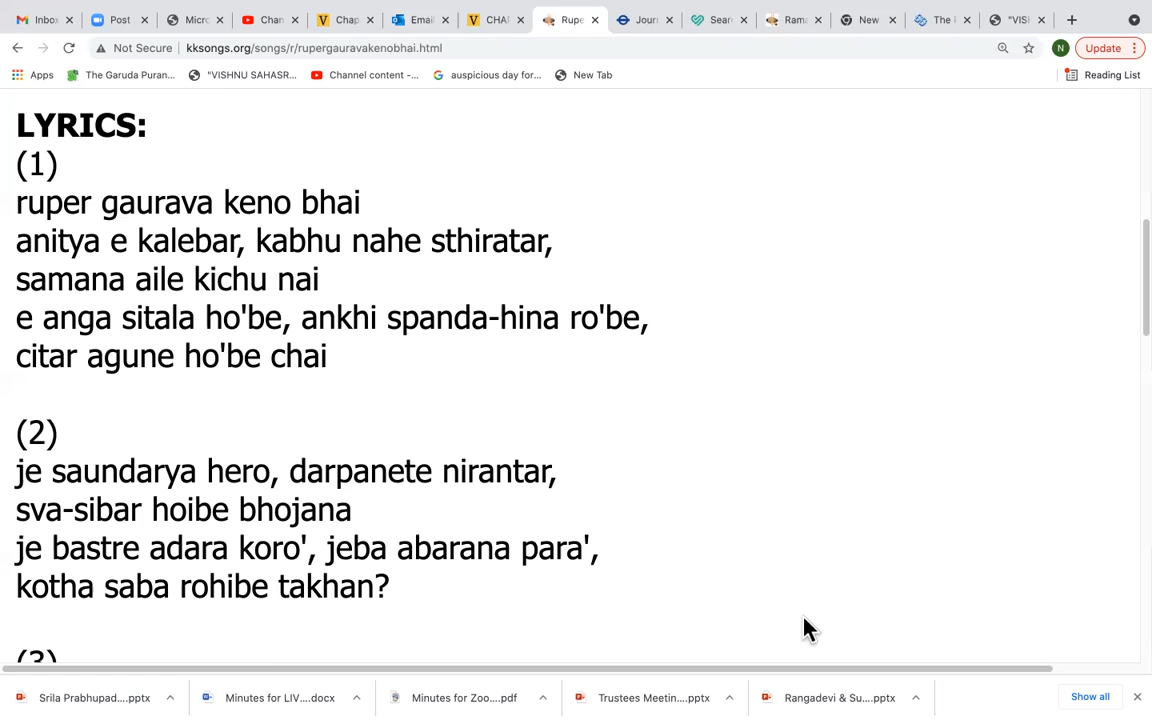 Inbox
Post
Micro
Chan
Chap
Email
CHAP
Rupe
Journ
Sear
Rama
New
The
"VISH
Not Secure | kksongs.org/songs/r/rupergauravakenobhai.html
N
Update
Apps
The Garuda Puran...
"VISHNU SAHASR...
Channel content -...
auspicious day for...
New Tab
Reading List
LYRICS:
(1)
ruper gaurava keno bhai
anitya e kalebar, kabhu nahe sthiratar,
samana aile kichu nai
e anga sitala ho'be, ankhi spanda-hina ro'be,
citar agune ho'be chai
(2)
je saundarya hero, darpanete nirantar,
sva-sibar hoibe bhojana
je bastre adara koro', jeba abarana para',
kotha saba rohibe takhan?
(3)
Srila Prabhupad....pptx
Minutes for LIV....docx
Minutes for Zoo....pdf
Trustees Meetin....pptx
Rangadevi & Su....pptx
Show all